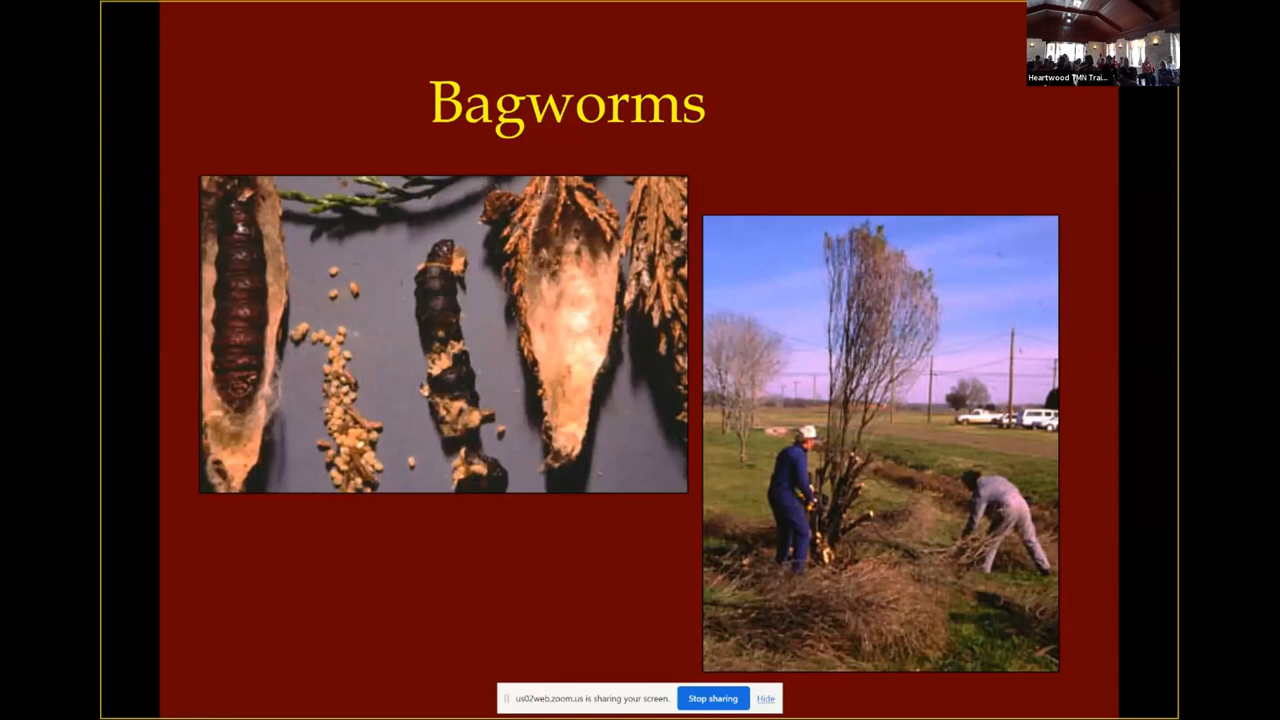 Heartwood TMN Trai...
Bagworms
us02web.zoom.us is sharing your screen.
Stop sharing
Hide